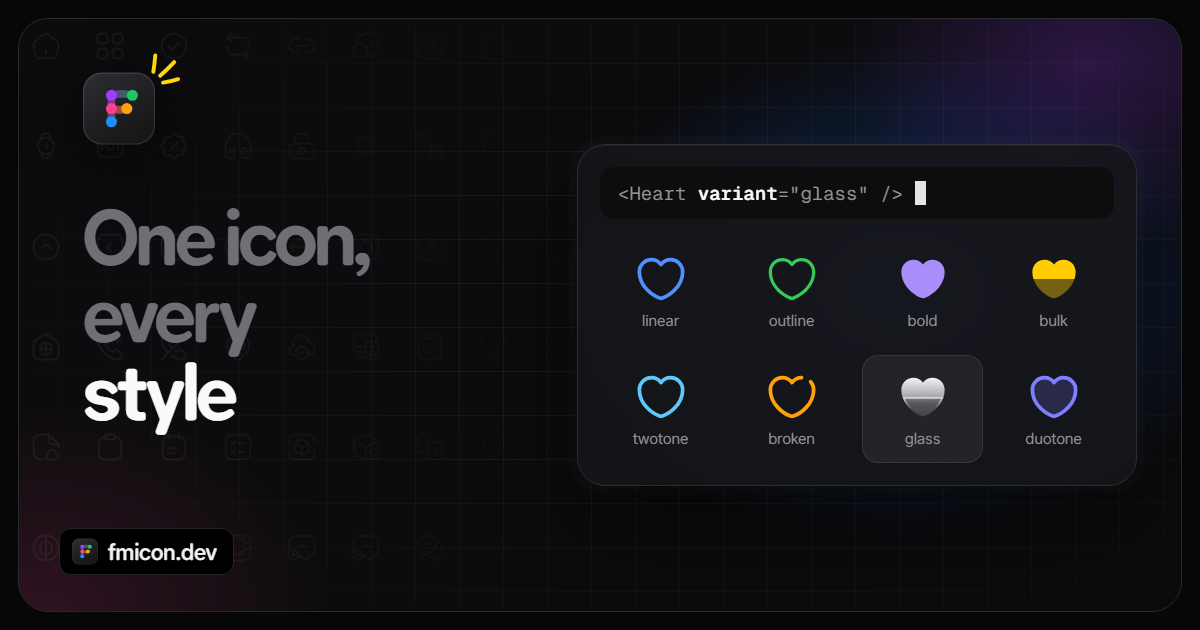 One icon,
every
style
fmicon.dev
<Heart variant="glass" />
linear
outline
bold
bulk
twotone
broken
glass
duotone